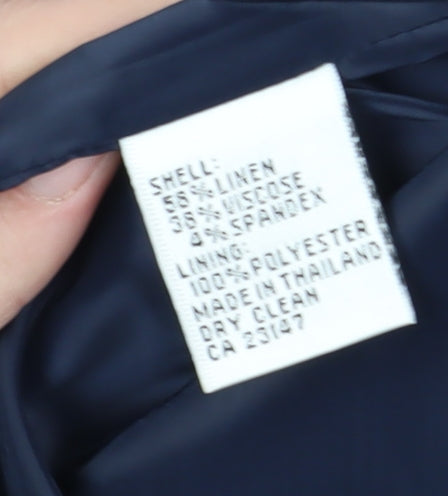 SHELL:
58% LINEN
38% VISCOSE
4% SPANDEX
LINING:
100% POLYESTER
MADE IN THAILAND
DRY CLEAN
CA 23147